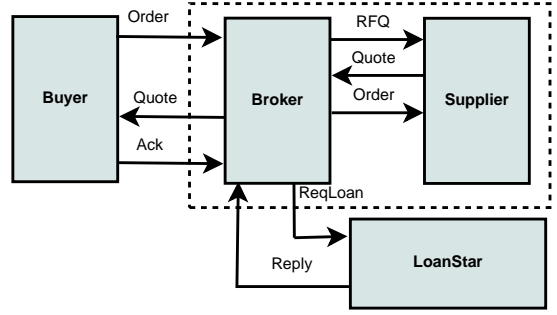 Order
RFQ
Quote
Buyer
Quote
Broker
Order
Supplier
Ack
ReqLoan
Reply
LoanStar